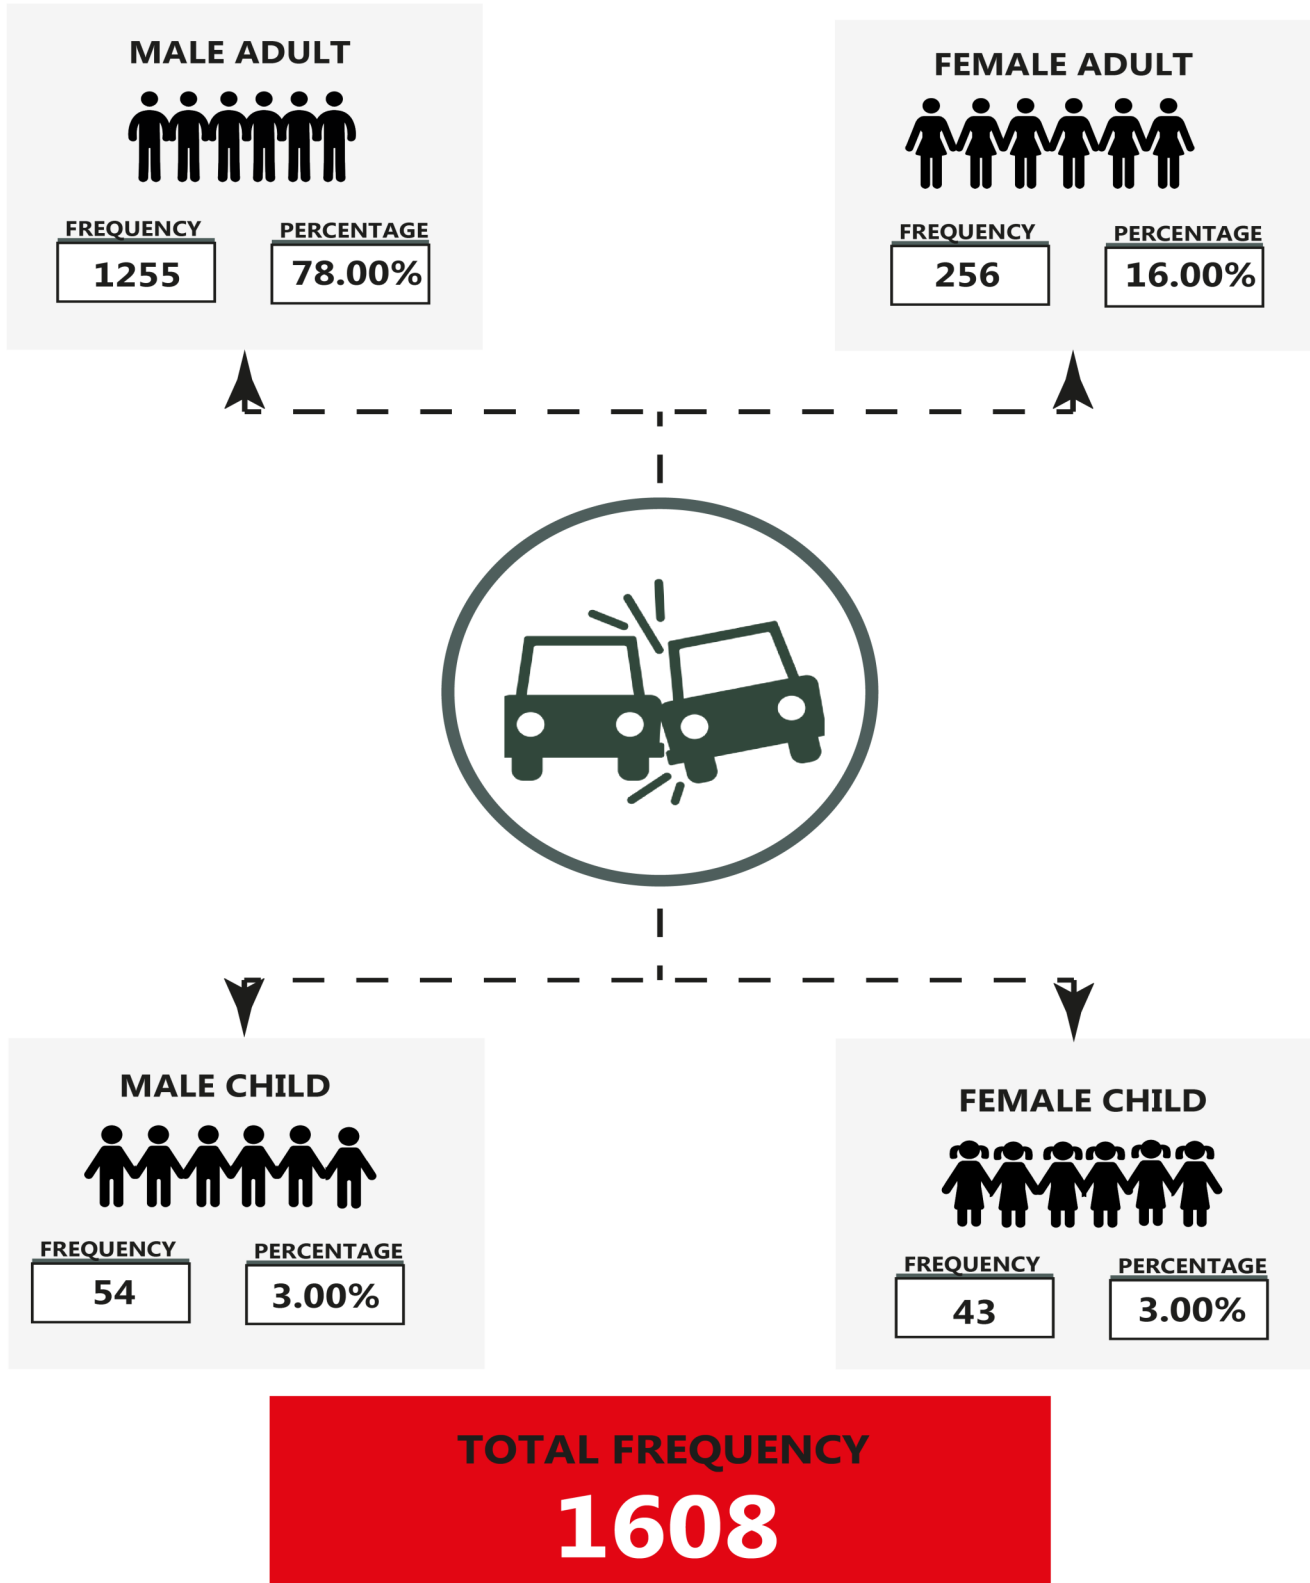 MALE ADULT
FREQUENCY PERCENTAGE
1255 78.00%
FEMALE ADULT
FREQUENCY PERCENTAGE
256 16.00%
MALE CHILD
FREQUENCY PERCENTAGE
54 3.00%
FEMALE CHILD
FREQUENCY PERCENTAGE
43 3.00%
TOTAL FREQUENCY
1608